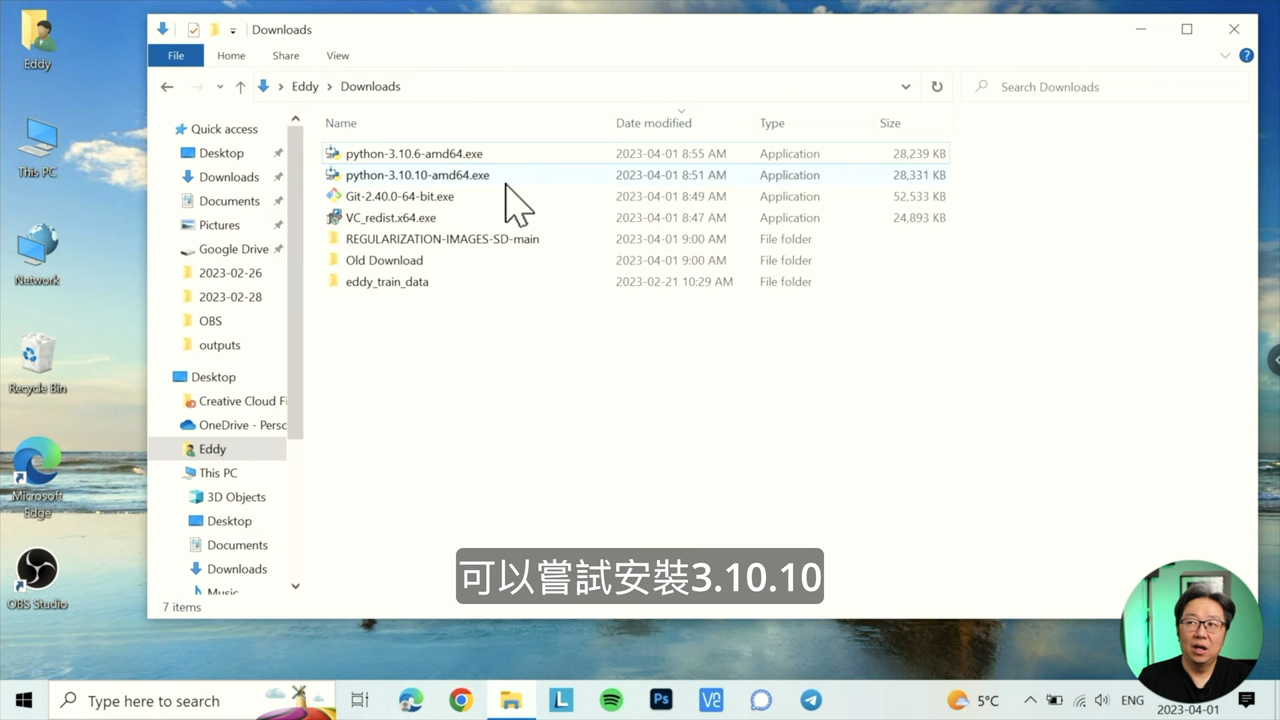 Downloads
File
Home
Share
View
Eddy
Downloads
Search Downloads
Name
Date modified
Type
Size
python-3.10.6-amd64.exe
2023-04-01 8:55 AM
Application
28,239 KB
python-3.10.10-amd64.exe
2023-04-01 8:51 AM
Application
28,331 KB
Git-2.40.0-64-bit.exe
2023-04-01 8:49 AM
Application
52,533 KB
VC_redist.x64.exe
2023-04-01 8:47 AM
Application
24,893 KB
REGULARIZATION-IMAGES-SD-main
2023-04-01 9:00 AM
File folder
Old Download
2023-04-01 9:00 AM
File folder
eddy_train_data
2023-02-21 10:29 AM
File folder
Quick access
Desktop
Downloads
Documents
Pictures
Google Drive
2023-02-26
2023-02-28
OBS
outputs
Desktop
Creative Cloud Fi
OneDrive - Perso
Eddy
This PC
3D Objects
Desktop
Documents
Downloads
Music
7 items
Eddy
This PC
Network
Recycle Bin
Microsoft
Edge
OBS Studio
可以嘗試安裝3.10.10
Type here to search
L
Ps
5°C
ENG
2023-04-01